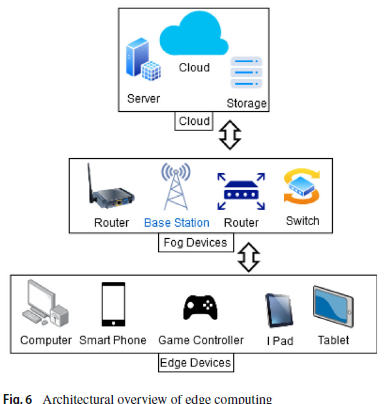 Cloud
Server
Storage
Cloud
Router Base Station Router Switch
Fog Devices
Computer Smart Phone Game Controller I Pad Tablet
Edge Devices
Fig. 6 Architectural overview of edge computing